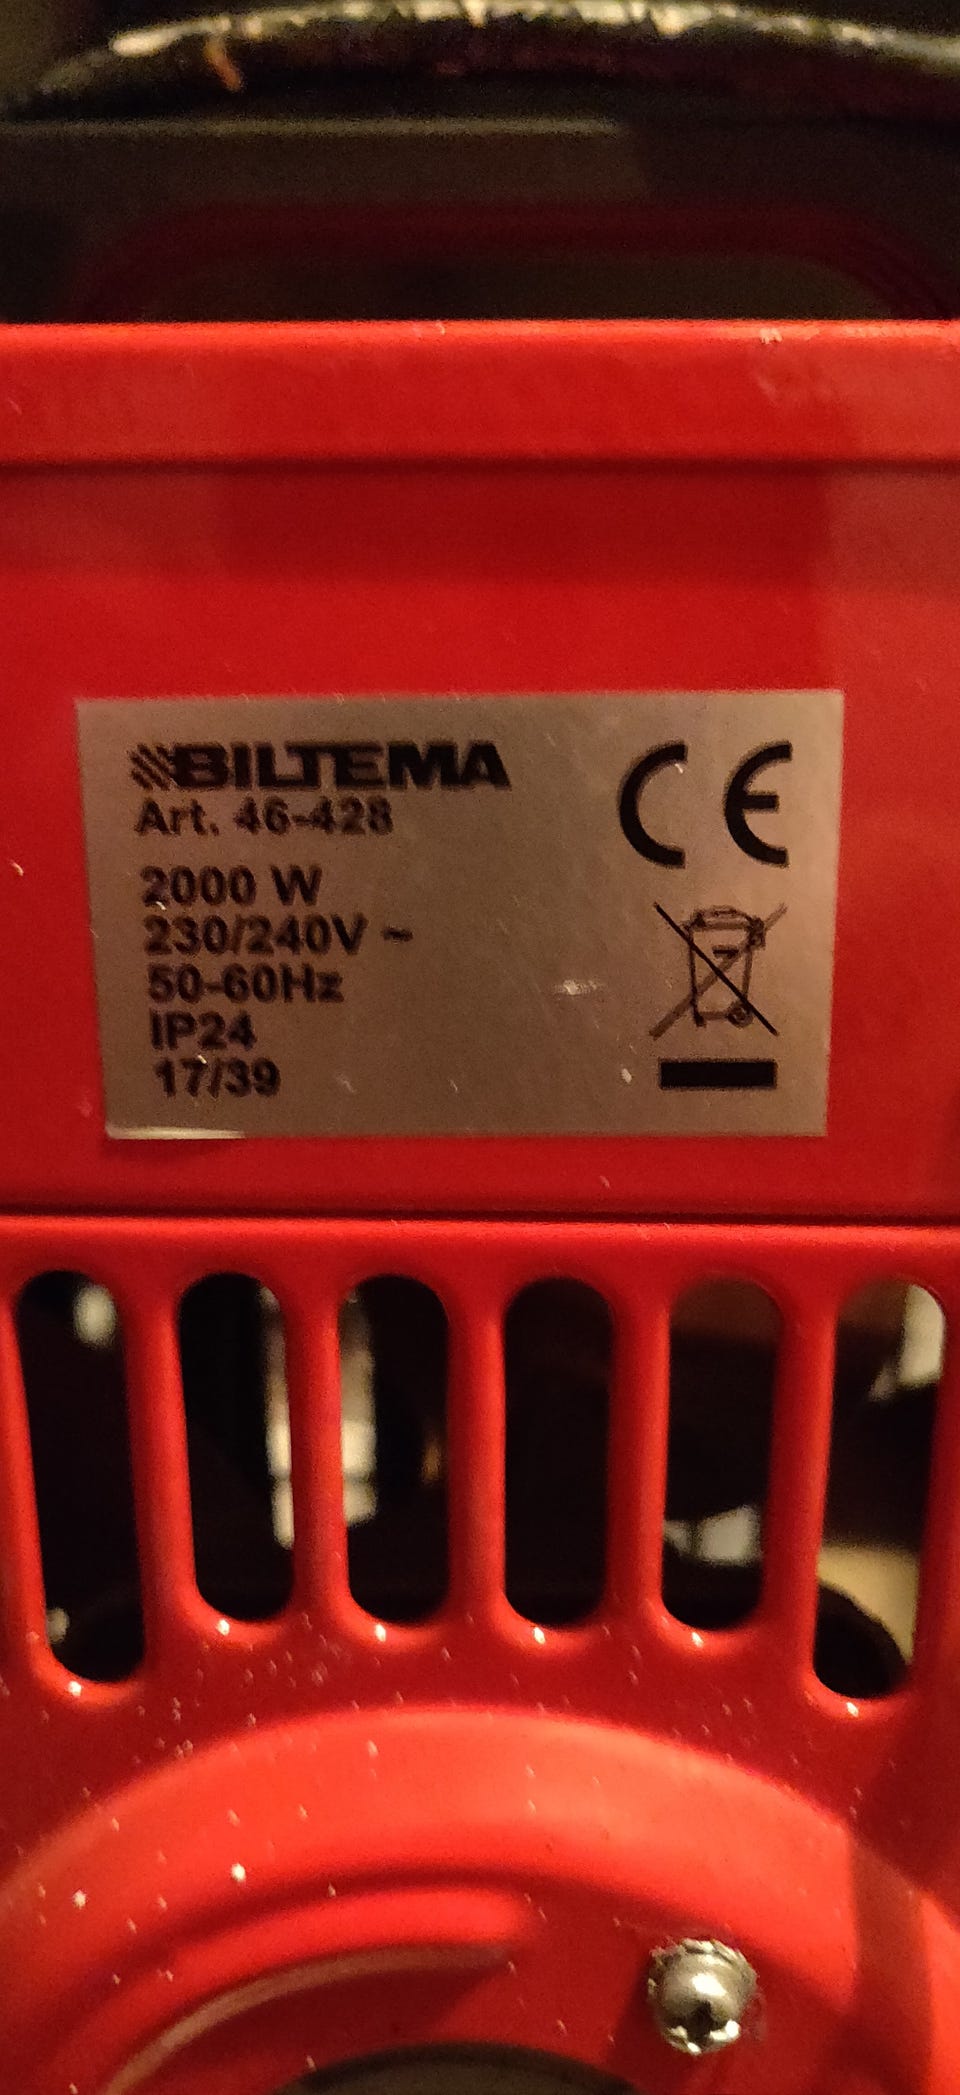 BILTEMA
Art. 46-428
2000 W
230/240V ~
50-60Hz
IP24
17/39
CE